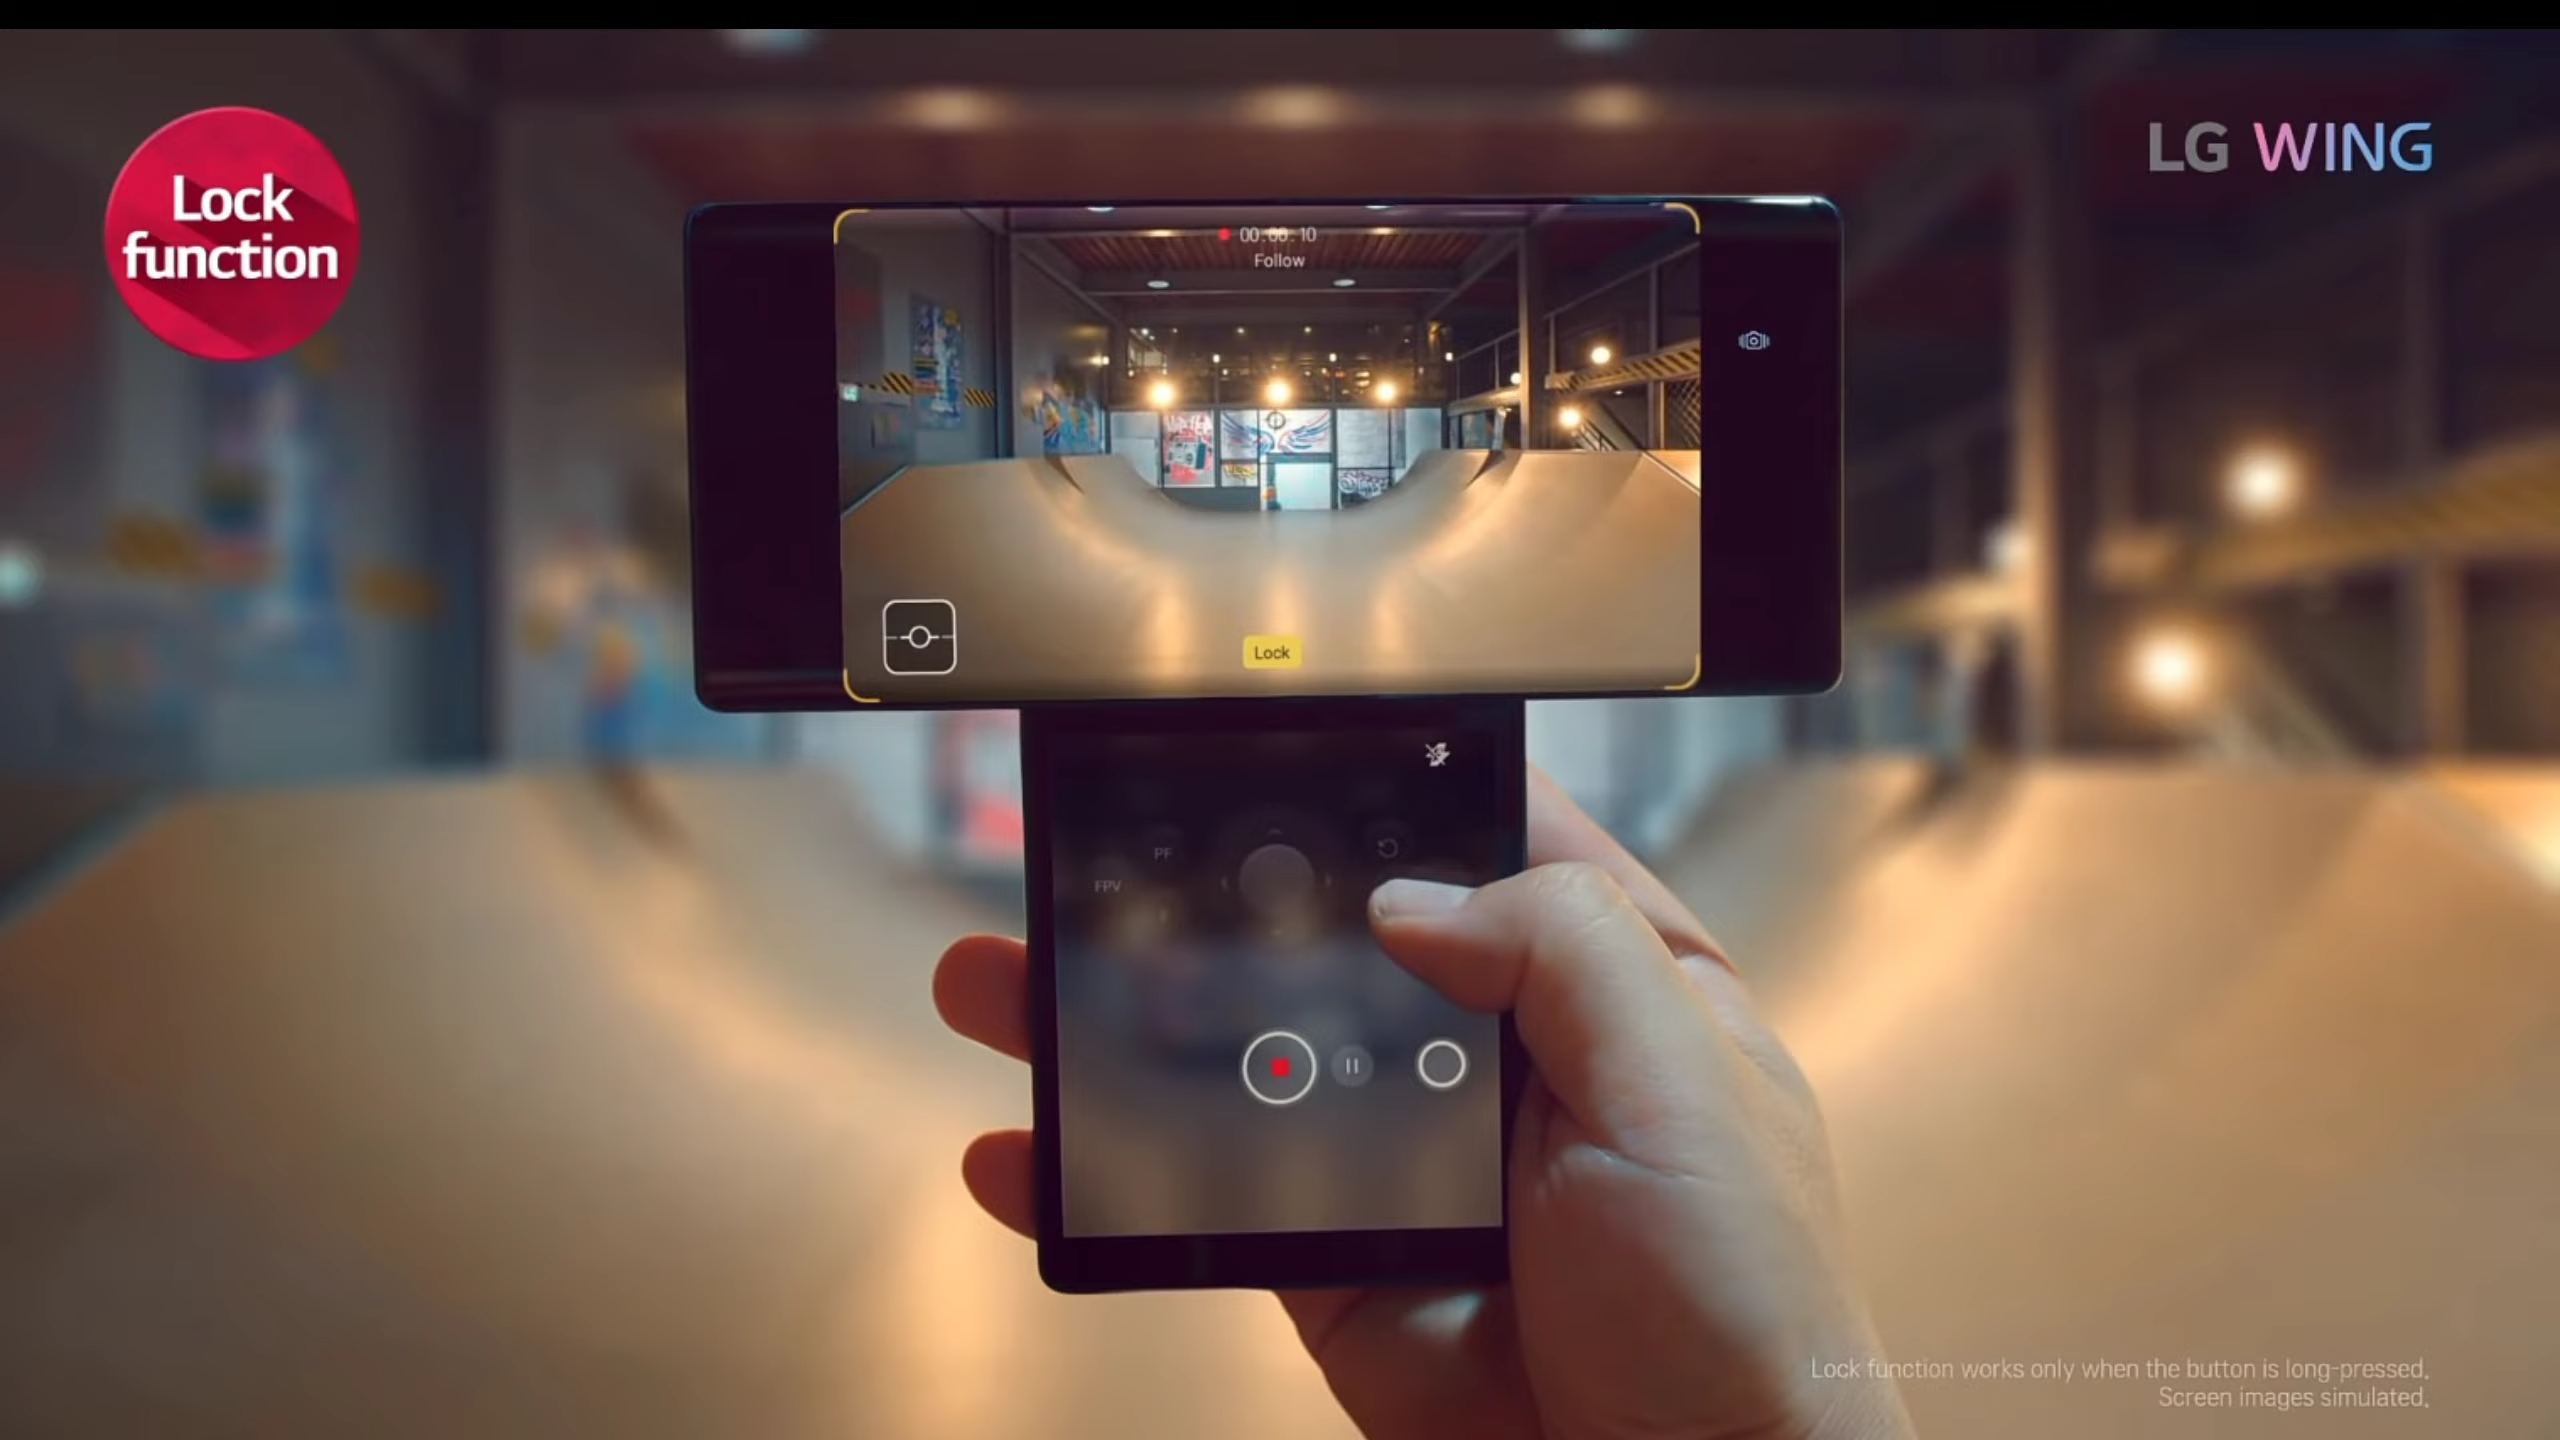 Lock
function
LG WING
00:00:10
Follow
Lock
PF
FPV
Lock function works only when the button is long-pressed.
Screen images simulated.